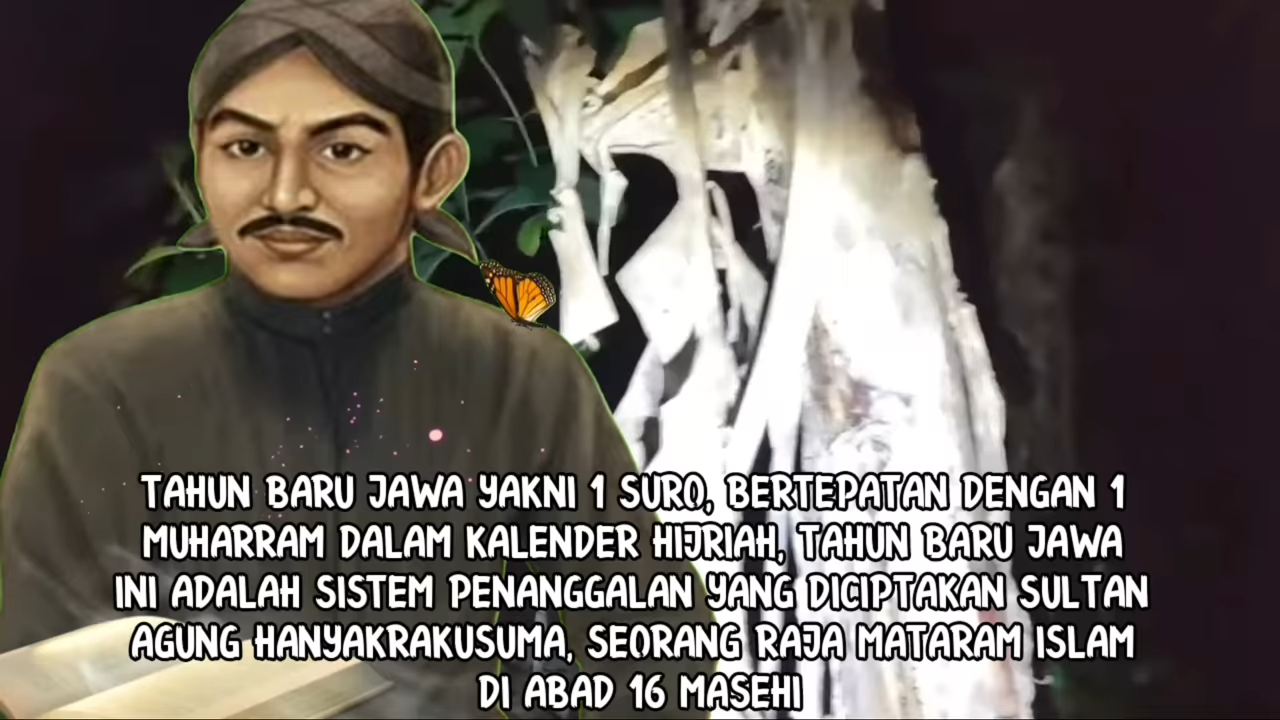 TAHUN BARU JAWA YAKNI 1 SURO, BERTEPATAN DENGAN 1
MUHARRAM DALAM KALENDER HIJRIAH, TAHUN BARU JAWA
INI ADALAH SISTEM PENANGGALAN YANG DICIPTAKAN SULTAN
AGUNG HANYAKRAKUSUMA, SEORANG RAJA MATARAM ISLAM
DI ABAD 16 MASEHI